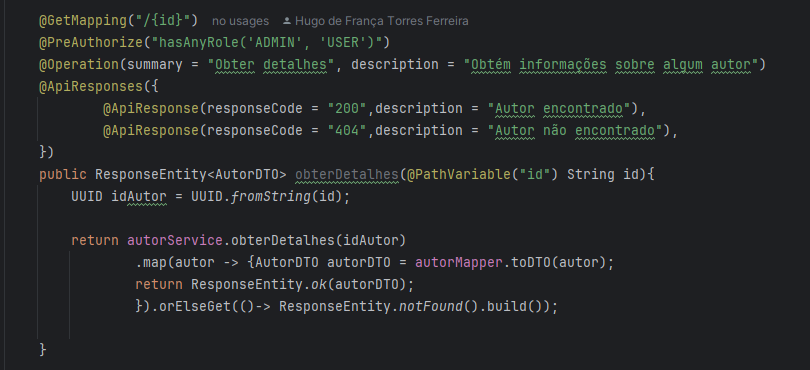 @GetMapping("/{id}") no usages Hugo de França Torres Ferreira
@PreAuthorize("hasAnyRole('ADMIN', 'USER')")
@Operation(summary = "Obter detalhes", description = "Obtém informações sobre algum autor")
@ApiResponses({
@ApiResponse(responseCode = "200",description = "Autor encontrado"),
@ApiResponse(responseCode = "404",description = "Autor não encontrado"),
})
public ResponseEntity<AutorDTO> obterDetalhes(@PathVariable("id") String id){
UUID idAutor = UUID.fromString(id);
return autorService.obterDetalhes(idAutor)
.map(autor -> {AutorDTO autorDTO = autorMapper.toDTO(autor);
return ResponseEntity.ok(autorDTO);
}).orElseGet(()-> ResponseEntity.notFound().build());
}